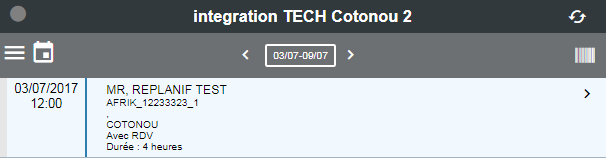 integration TECH Cotonou 2
03/07-09/07
03/07/2017
12:00
MR, REPLANIF TEST
AFRIK_12233323_1
,
COTONOU
Avec RDV
Durée : 4 heures